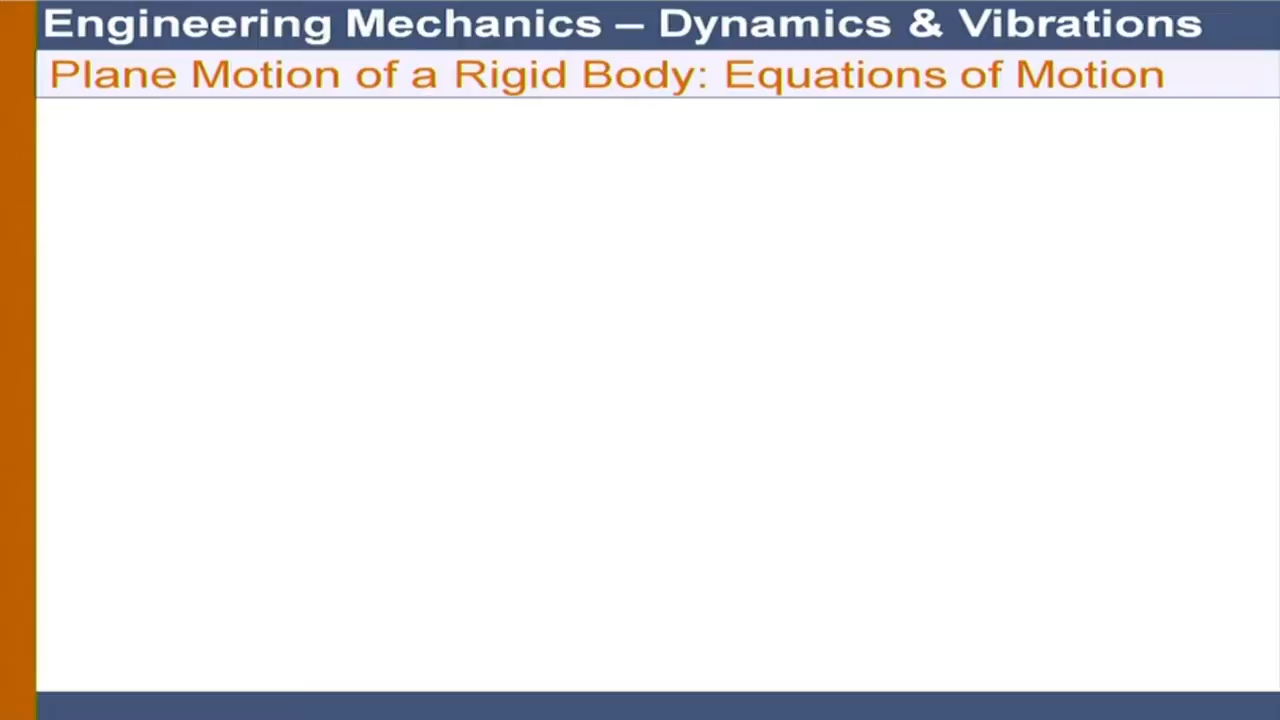 Engineering Mechanics – Dynamics & Vibrations
Plane Motion of a Rigid Body: Equations of Motion